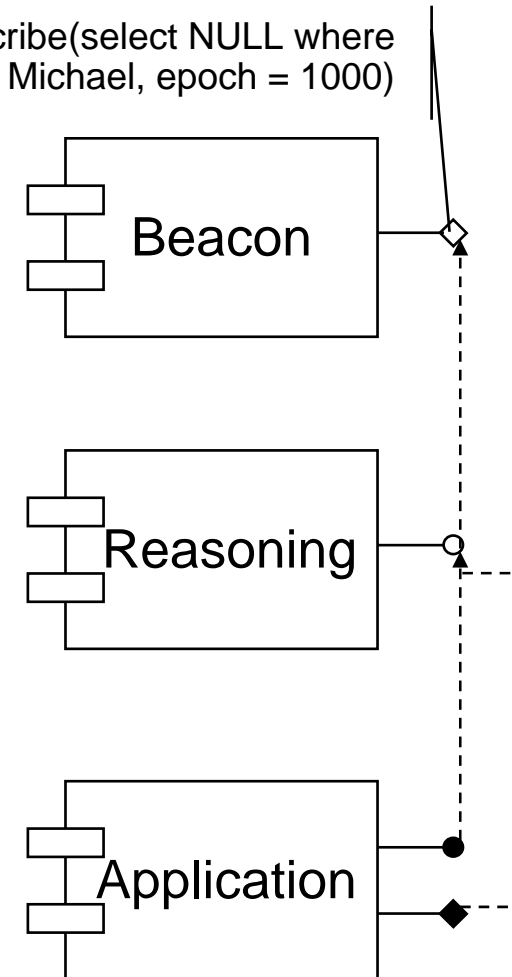 cribe(select NULL where
Michael, epoch = 1000)
Beacon
Reasoning
Application